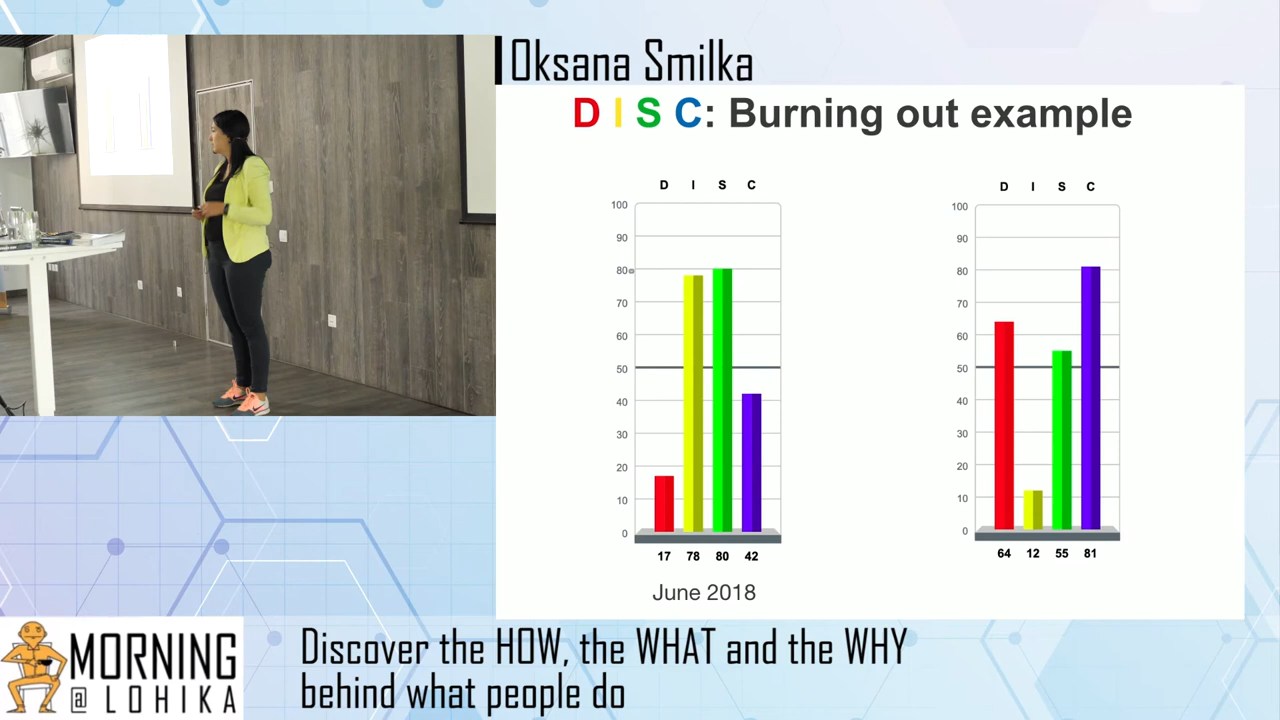 Oksana Smilka
D I S C: Burning out example
D I S C
100
90
80
70
60
50
40
30
20
10
0
17 78 80 42
June 2018
D I S C
100
90
80
70
60
50
40
30
20
10
0
64 12 55 81
MORNING
@ LOHIKA
Discover the HOW, the WHAT and the WHY
behind what people do